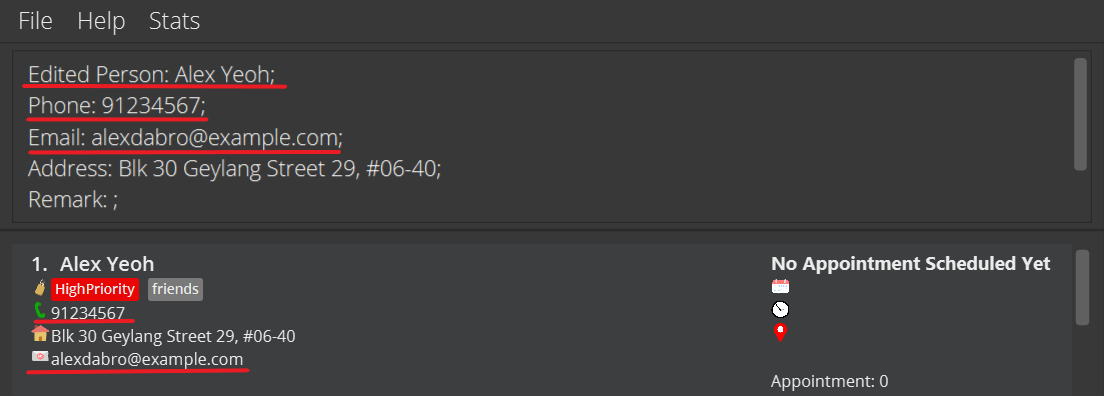 File Help Stats
Edited Person: Alex Yeoh;
Phone: 91234567;
Email: alexdabro@example.com;
Address: Blk 30 Geylang Street 29, #06-40;
Remark: ;
1. Alex Yeoh
HighPriority friends
91234567
Blk 30 Geylang Street 29, #06-40
alexdabro@example.com
No Appointment Scheduled Yet
Appointment: 0